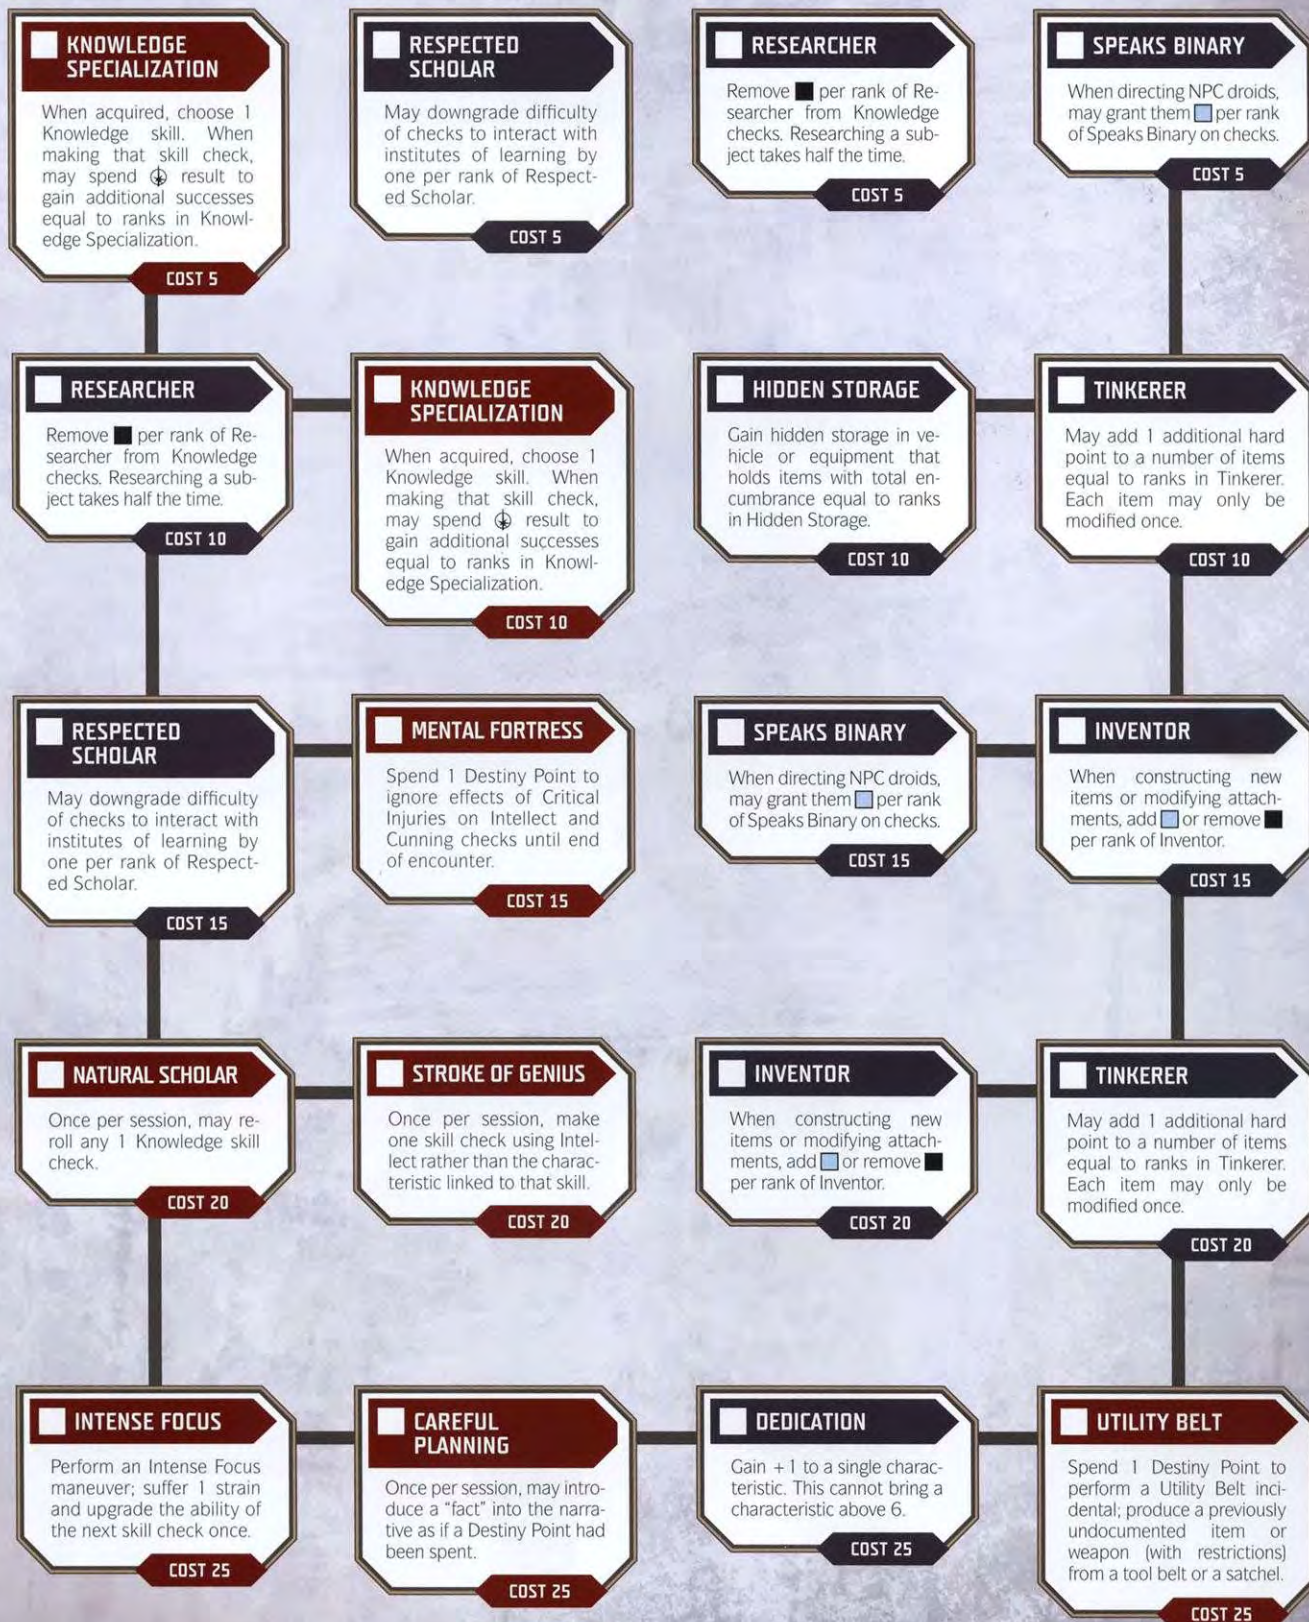 KNOWLEDGE
SPECIALIZATION
When acquired, choose 1
Knowledge skill. When
making that skill check,
may spend result to
gain additional successes
equal to ranks in Knowl-
edge Specialization.
COST 5
RESPECTED
SCHOLAR
May downgrade difficulty
of checks to interact with
institutes of learning by
one per rank of Respect-
ed Scholar.
COST 5
RESEARCHER
Remove per rank of Re-
searcher from Knowledge
checks. Researching a sub-
ject takes half the time.
COST 5
SPEAKS BINARY
When directing NPC droids,
may grant them per rank
of Speaks Binary on checks.
COST 5
RESEARCHER
Remove per rank of Re-
searcher from Knowledge
checks. Researching a sub-
ject takes half the time.
COST 10
KNOWLEDGE
SPECIALIZATION
When acquired, choose 1
Knowledge skill. When
making that skill check,
may spend result to
gain additional successes
equal to ranks in Knowl-
edge Specialization.
COST 10
HIDDEN STORAGE
Gain hidden storage in ve-
hicle or equipment that
holds items with total en-
cumbrance equal to ranks
in Hidden Storage.
COST 10
TINKERER
May add 1 additional hard
point to a number of items
equal to ranks in Tinkerer.
Each item may only be
modified once.
COST 10
RESPECTED
SCHOLAR
May downgrade difficulty
of checks to interact with
institutes of learning by
one per rank of Respect-
ed Scholar.
COST 15
MENTAL FORTRESS
Spend 1 Destiny Point to
ignore effects of Critical
Injuries on Intellect and
Cunning checks until end
of encounter.
COST 15
SPEAKS BINARY
When directing NPC droids,
may grant them per rank
of Speaks Binary on checks.
COST 15
INVENTOR
When constructing new
items or modifying attach-
ments, add or remove
per rank of Inventor.
COST 15
NATURAL SCHOLAR
Once per session, may re-
roll any 1 Knowledge skill
check.
COST 20
STROKE OF GENIUS
Once per session, make
one skill check using Intel-
lect rather than the charac-
teristic linked to that skill.
COST 20
INVENTOR
When constructing new
items or modifying attach-
ments, add or remove
per rank of Inventor.
COST 20
TINKERER
May add 1 additional hard
point to a number of items
equal to ranks in Tinkerer.
Each item may only be
modified once.
COST 20
INTENSE FOCUS
Perform an Intense Focus
maneuver; suffer 1 strain
and upgrade the ability of
the next skill check once.
COST 25
CAREFUL
PLANNING
Once per session, may intro-
duce a "fact" into the narra-
tive as if a Destiny Point had
been spent.
COST 25
DEDICATION
Gain +1 to a single charac-
teristic. This cannot bring a
characteristic above 6.
COST 25
UTILITY BELT
Spend 1 Destiny Point to
perform a Utility Belt inci-
dental; produce a previously
undocumented item or
weapon (with restrictions)
from a tool belt or a satchel.
COST 25